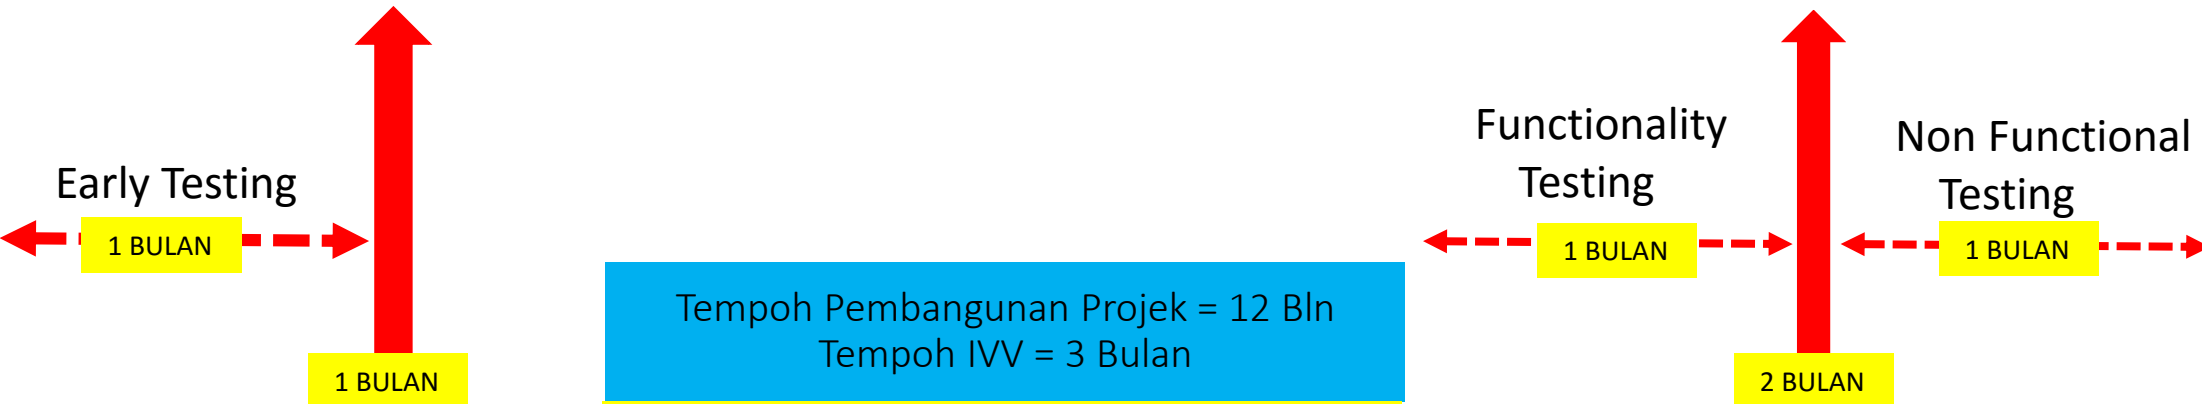 Early Testing
1 BULAN
1 BULAN
Tempoh Pembangunan Projek = 12 Bln
Tempoh IVV = 3 Bulan
Functionality
Testing
1 BULAN
2 BULAN
Non Functional
Testing
1 BULAN